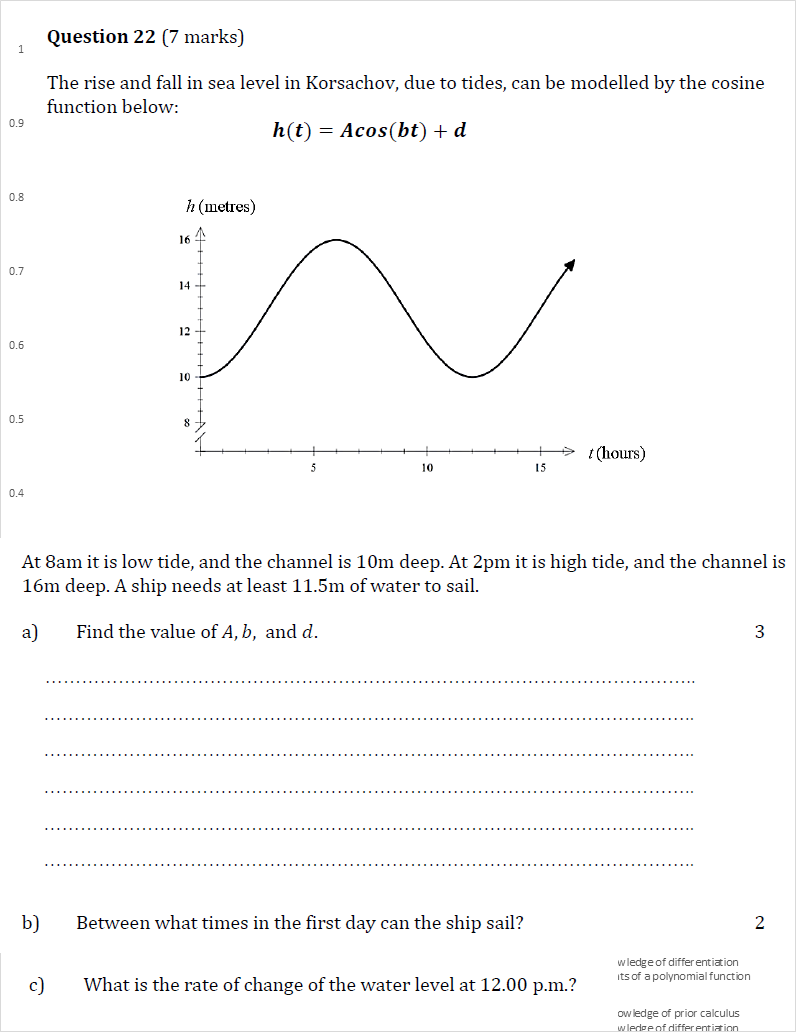 Question 22 (7 marks)
1
The rise and fall in sea level in Korsachov, due to tides, can be modelled by the cosine
function below:
0.9
h(t) = Acos(bt) + d
0.8
h (metres)
16
0.7
14
0.6
12
10
0.5
8
t (hours)
5 10 15
0.4
At 8am it is low tide, and the channel is 10m deep. At 2pm it is high tide, and the channel is
16m deep. A ship needs at least 11.5m of water to sail.
a) Find the value of A, b, and d. 3
b) Between what times in the first day can the ship sail? 2
wledge of differentiation
c) What is the rate of change of the water level at 12.00 p.m.?
its of a polynomial function
owledge of prior calculus
wledge of differentiation